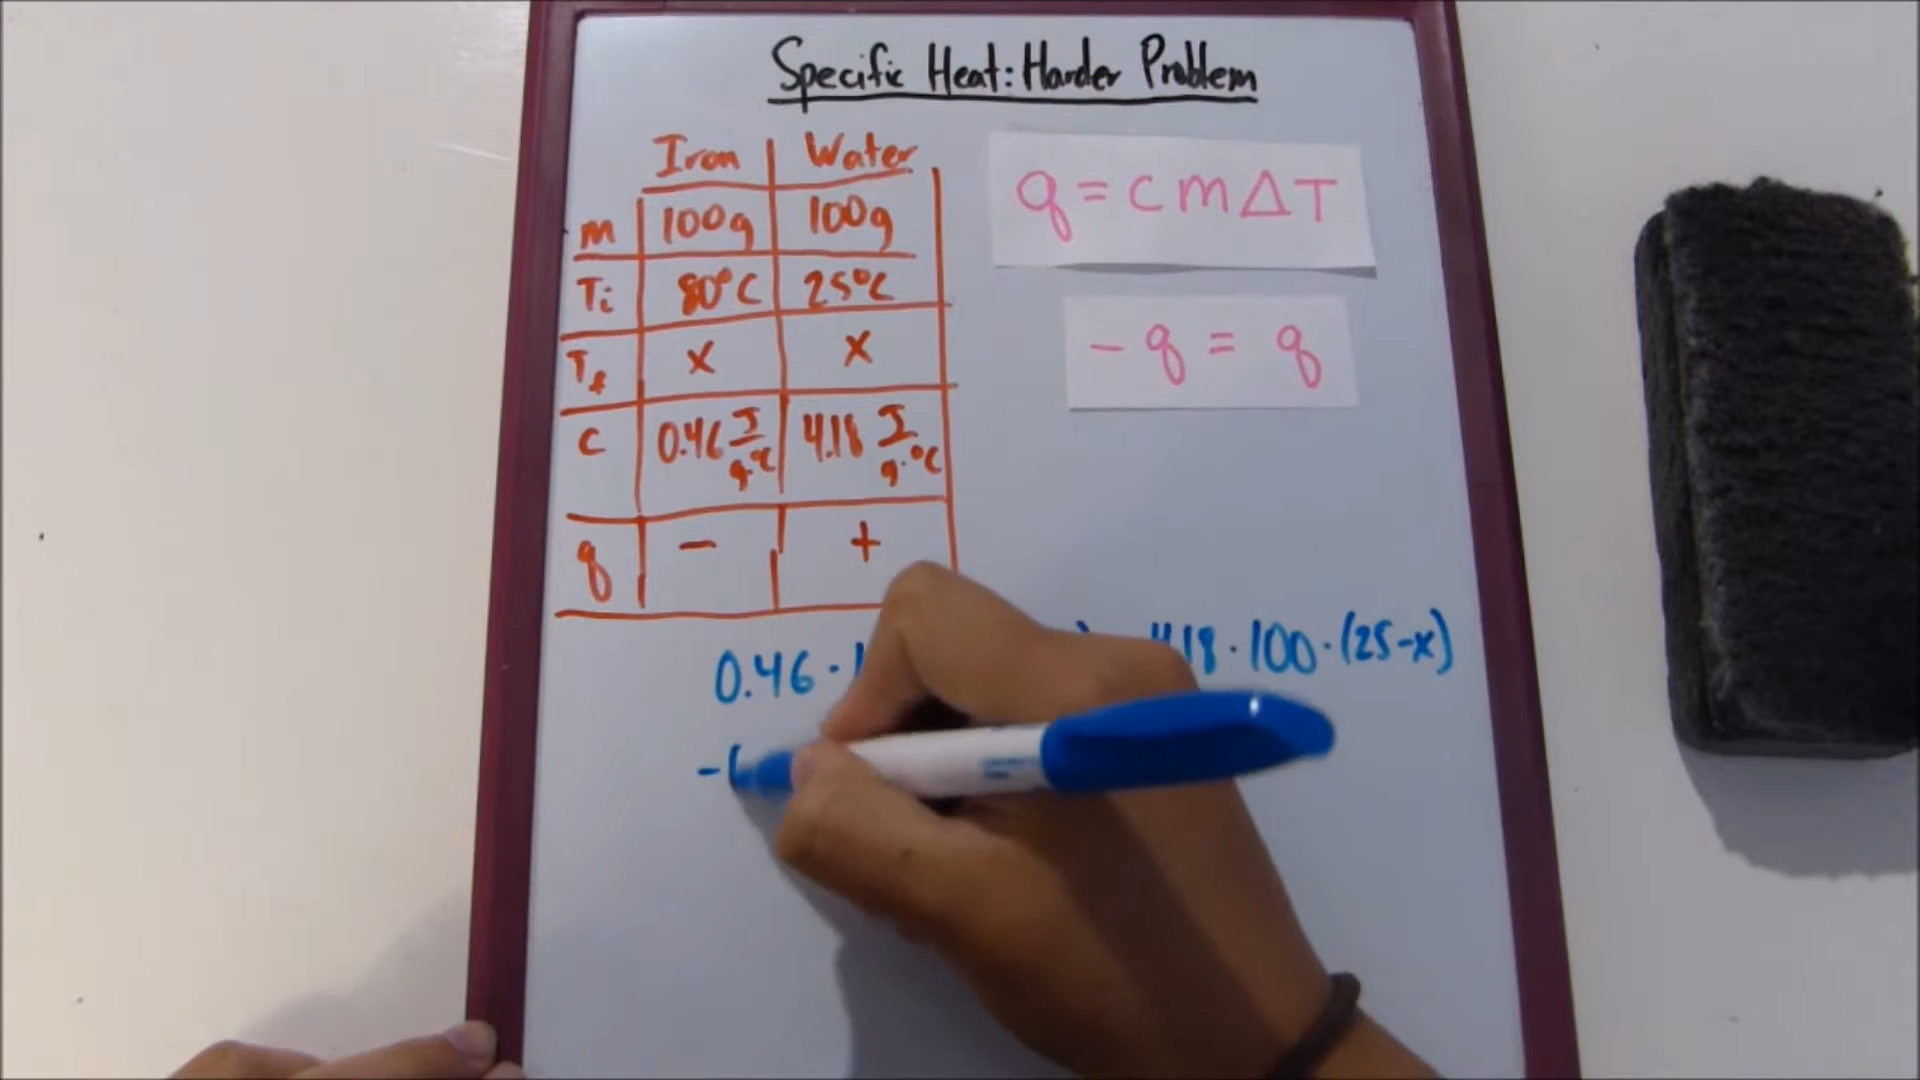 Specific Heat: Harder Problem
Iron Water
m 100g 100g
Ti 80°C 25°C
Tf x x
C 0.46 J/g·°C 4.18 J/g·°C
q - +
q = cmΔT
-q = q
0.46 · ) 4.18 · 100 · (25-x)
-(